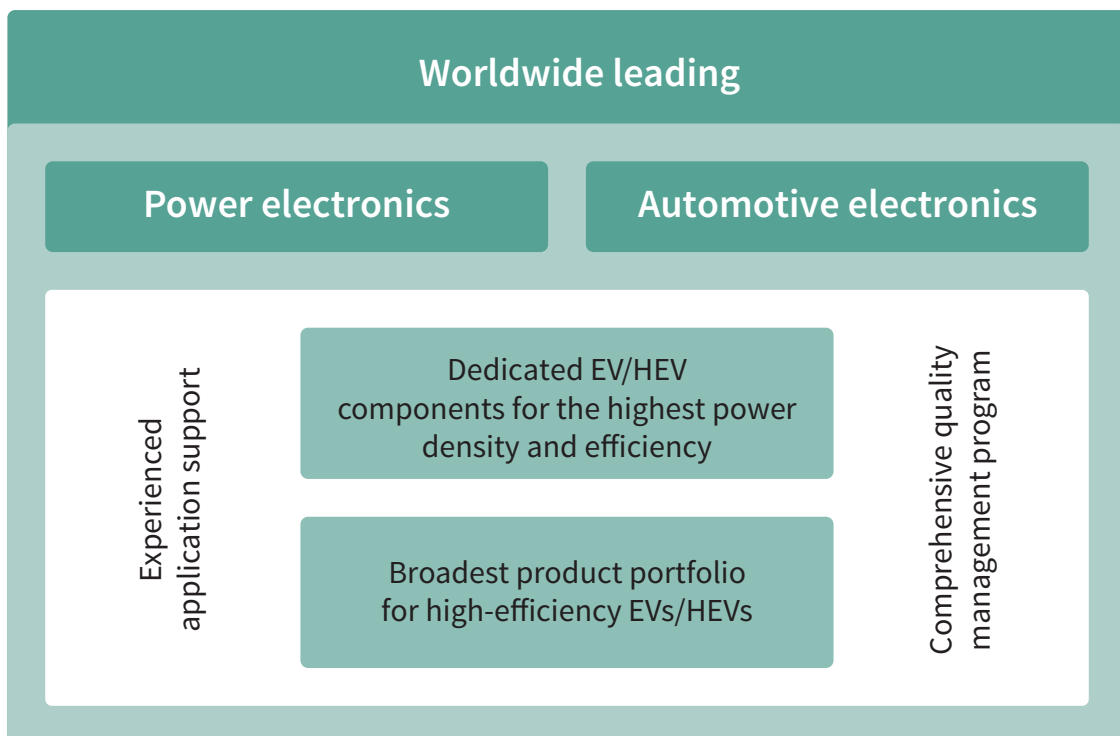 Worldwide leading
Power electronics
Automotive electronics
Experienced
application support
Dedicated EV/HEV
components for the highest power
density and efficiency
Broadest product portfolio
for high-efficiency EVs/HEVs
Comprehensive quality
management program